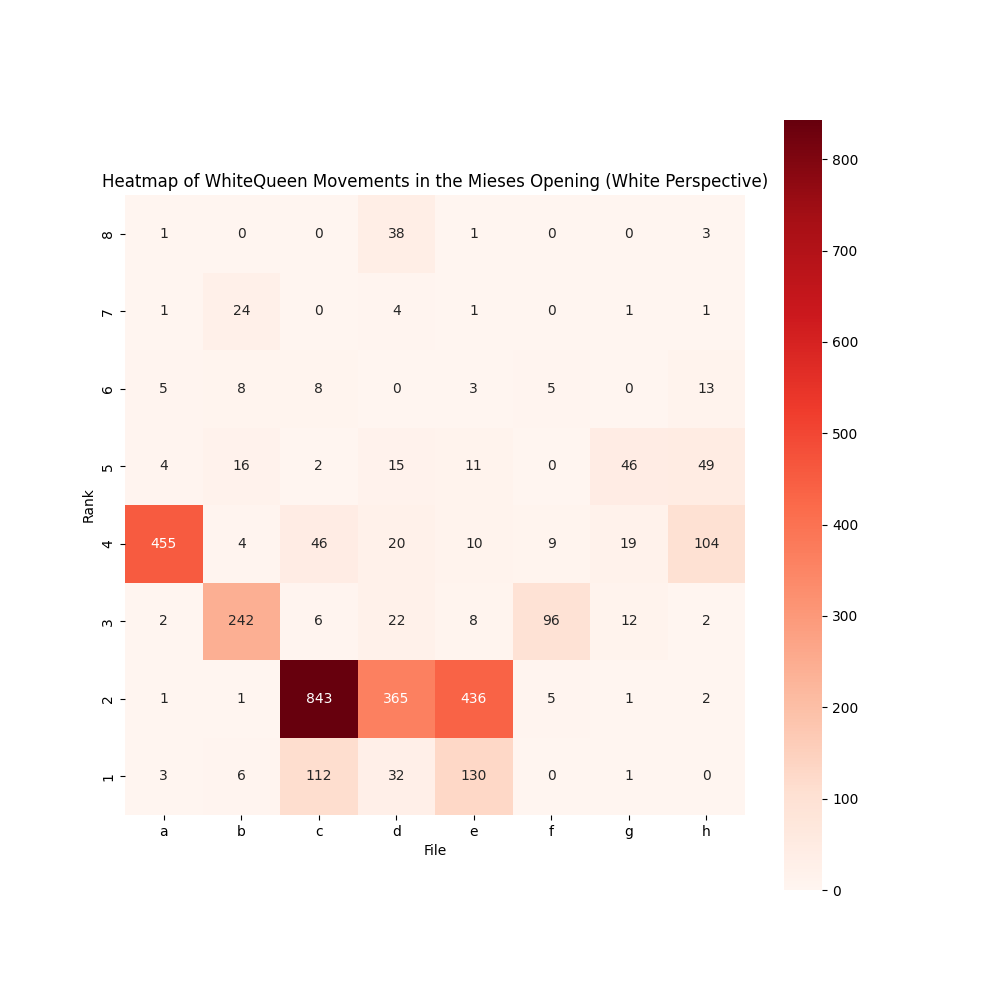 Heatmap of WhiteQueen Movements in the Mieses Opening (White Perspective)
8 1 0 0 38 1 0 0 3
7 1 24 0 4 1 0 1 1
6 5 8 8 0 3 5 0 13
5 4 16 2 15 11 0 46 49
4 455 4 46 20 10 9 19 104
3 2 242 6 22 8 96 12 2
2 1 1 843 365 436 5 1 2
1 3 6 112 32 130 0 1 0
Rank
a b c d e f g h
File
800
700
600
500
400
300
200
100
0